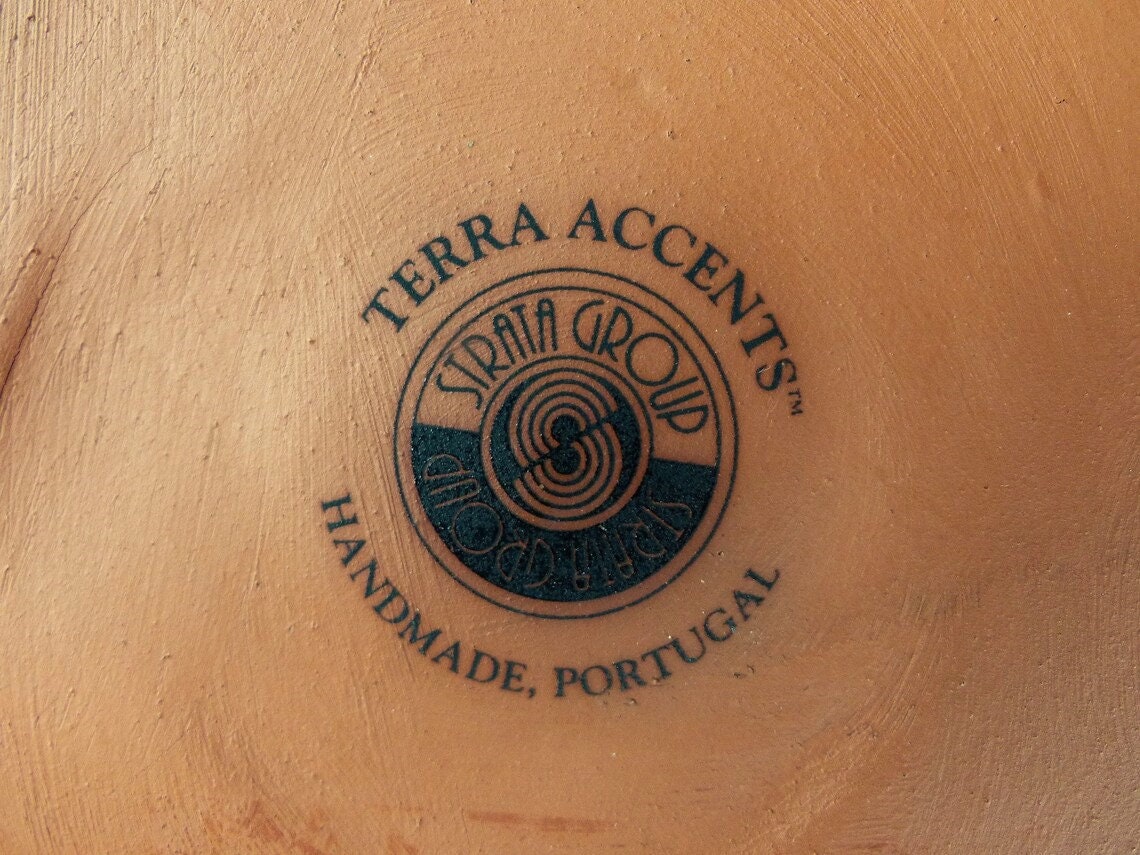 TERRA ACCENTS™
STRATA GROUP
STRATA GROUP
HANDMADE, PORTUGAL